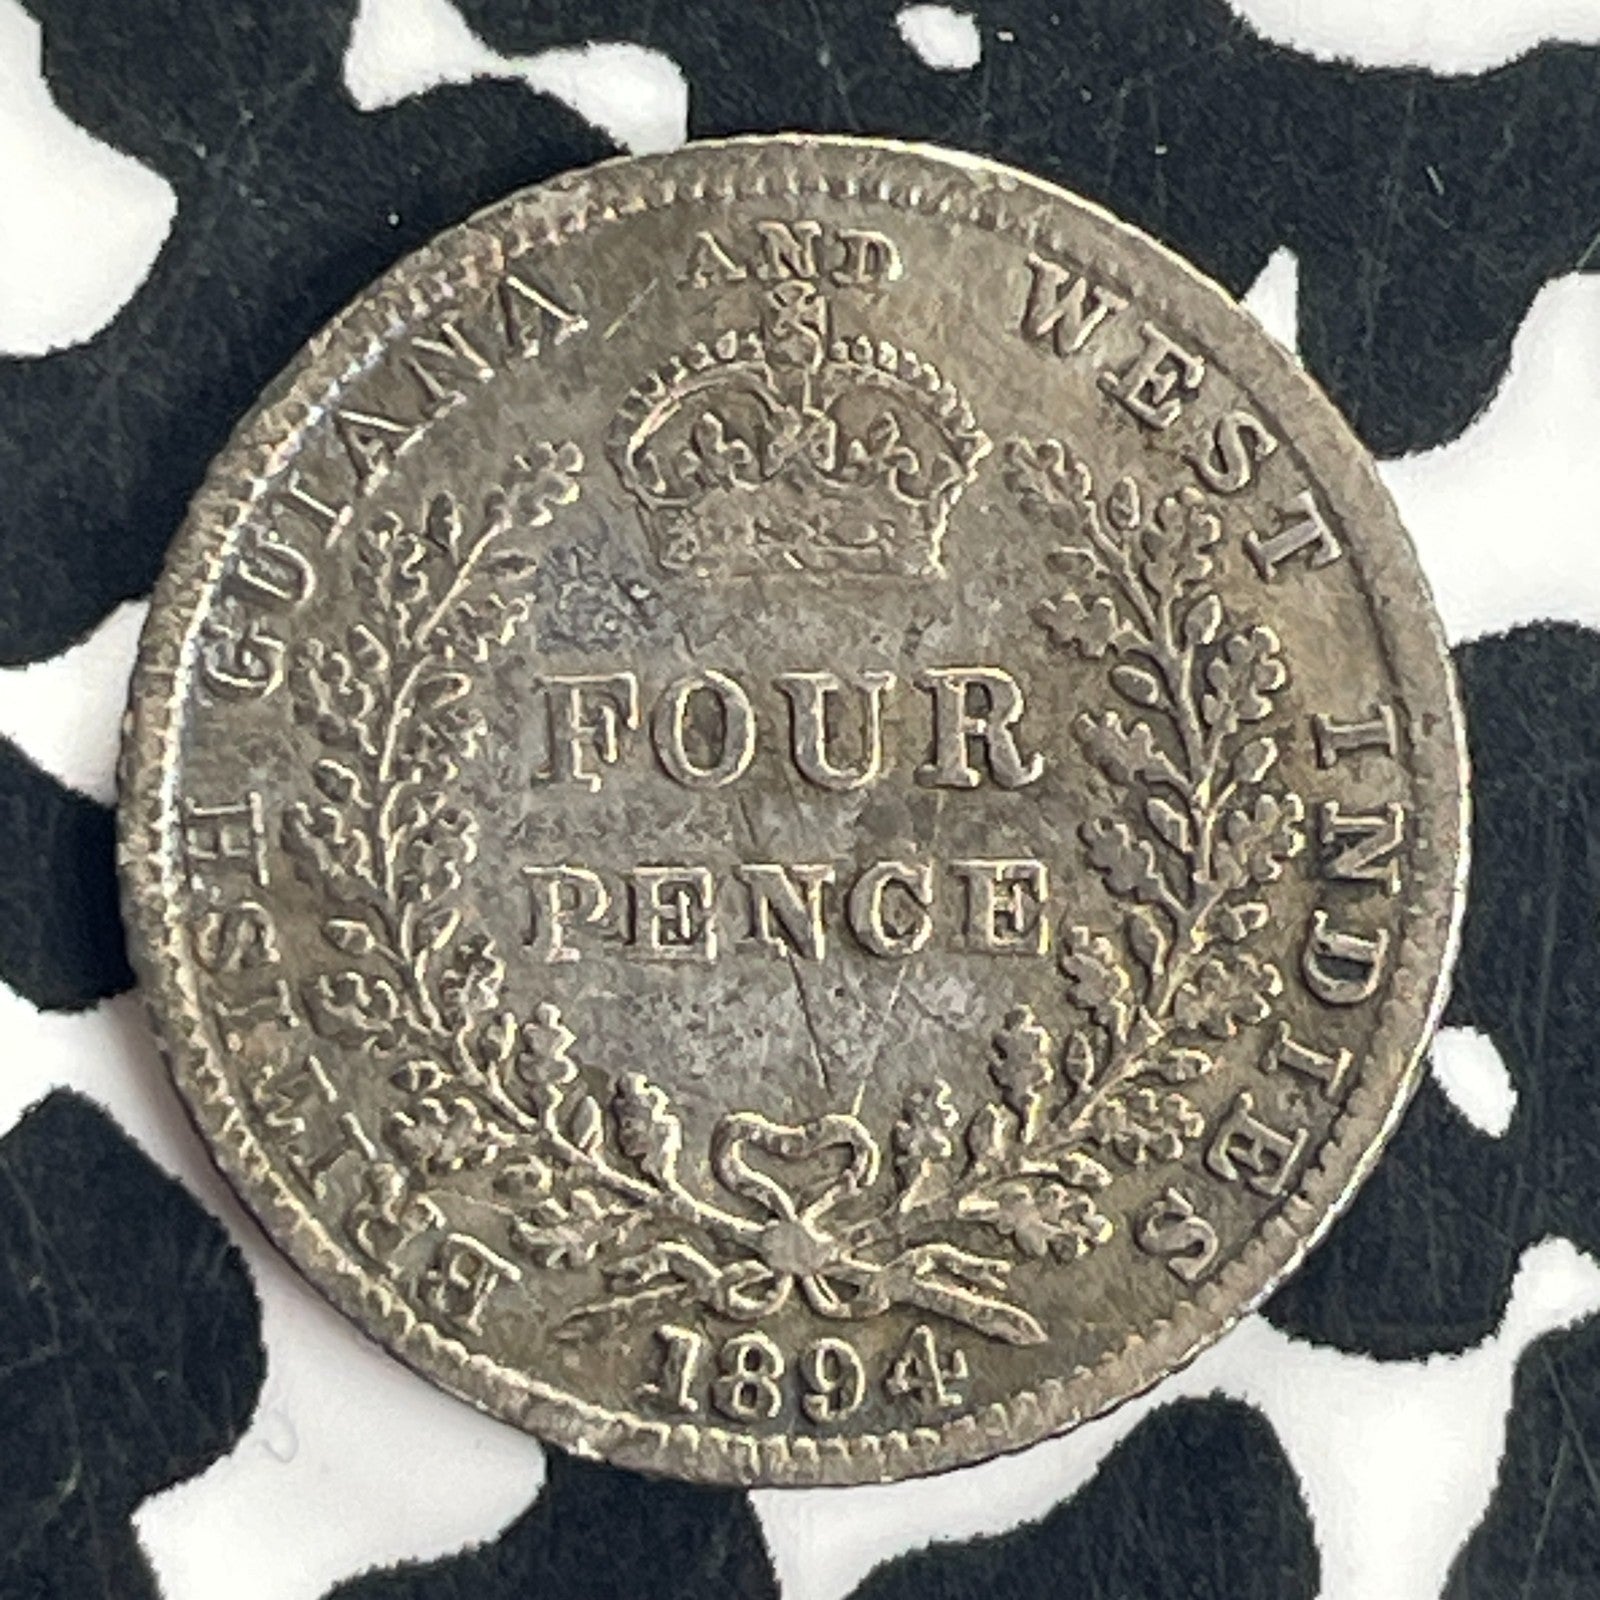 BRITISH GUIANA AND WEST INDIES
FOUR
PENCE
1894